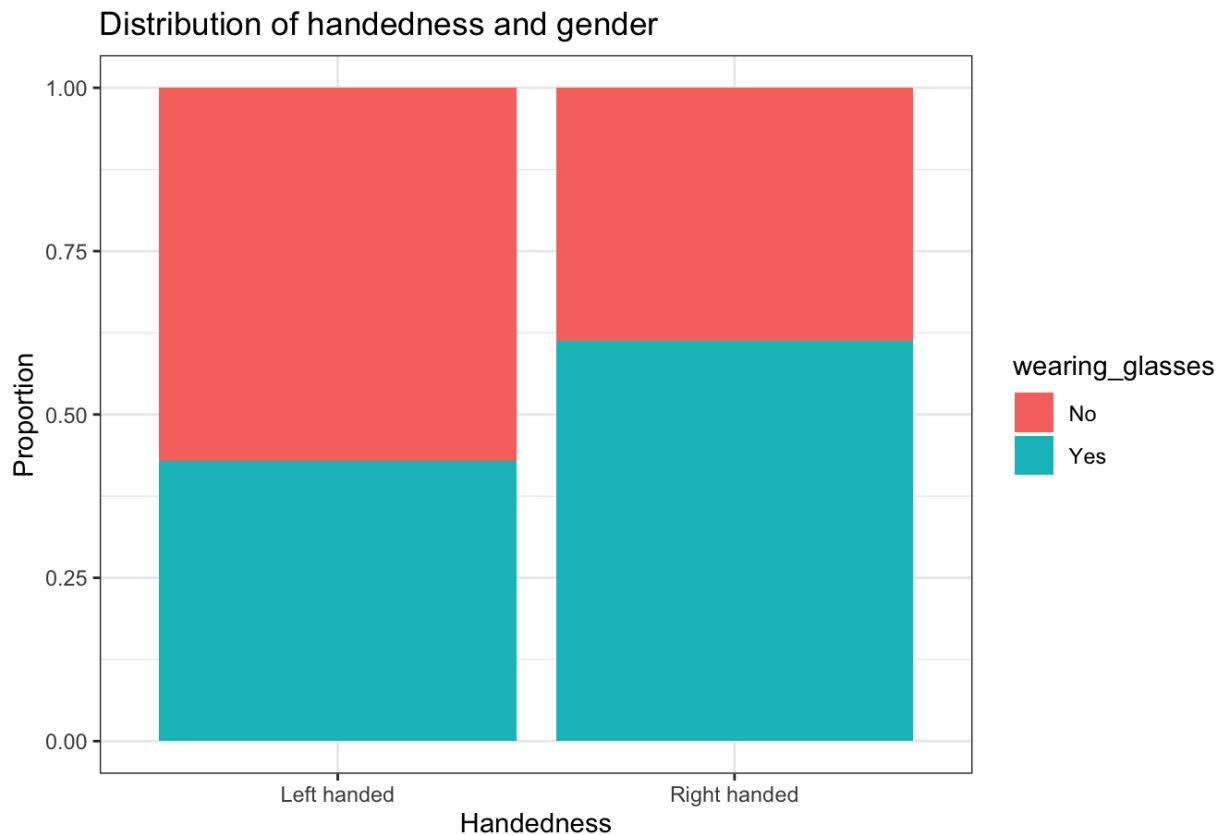 Distribution of handedness and gender
1.00
0.75
0.50
0.25
0.00
Proportion
Left handed
Right handed
Handedness
wearing_glasses
No
Yes